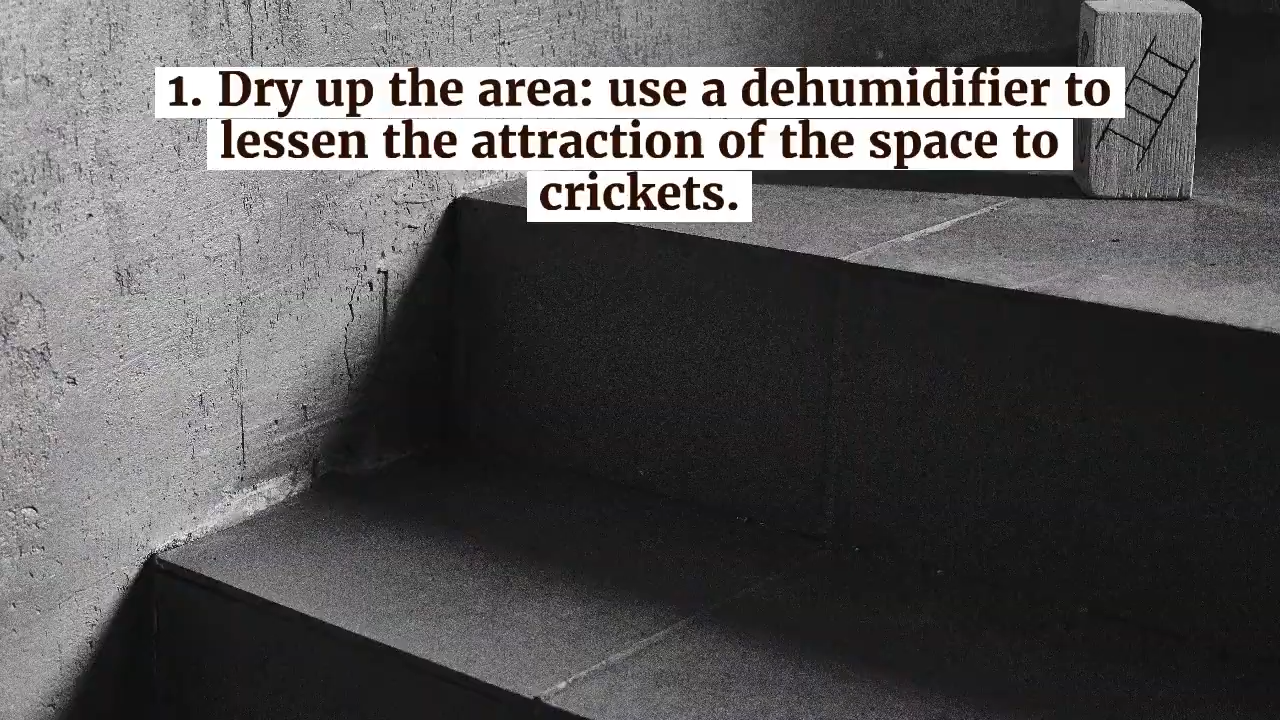 1. Dry up the area: use a dehumidifier to
lessen the attraction of the space to
crickets.